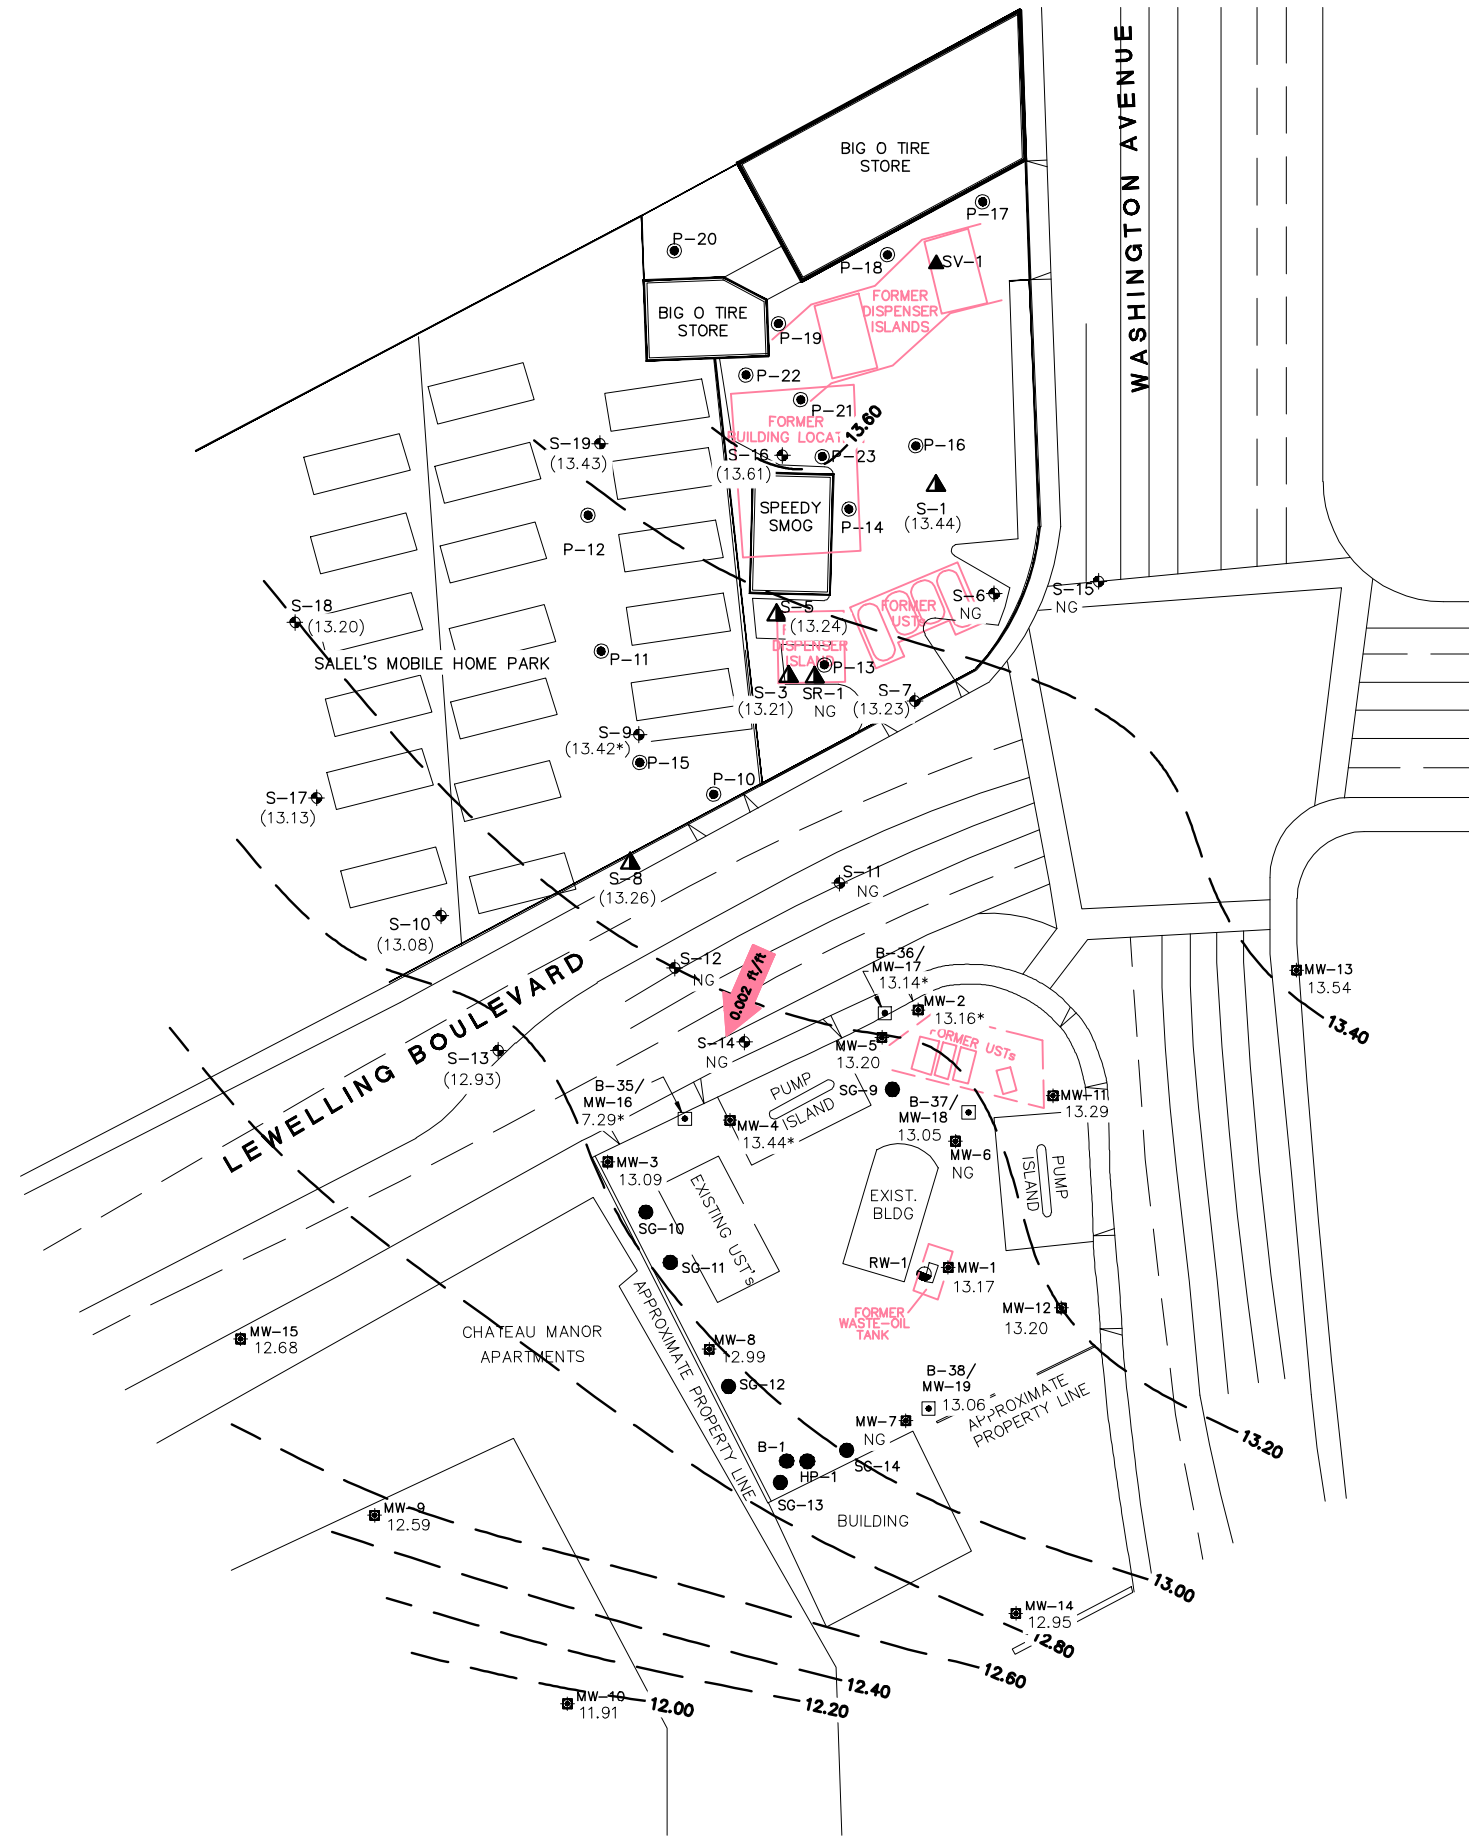 WASHINGTON AVENUE
BIG O TIRE
STORE
P-17
P-20
P-18
SV-1
FORMER
DISPENSER
ISLANDS
BIG O TIRE
STORE
P-19
P-22
P-21
13.60
FORMER
BUILDING LOCAT
S-19
(13.43)
S-16
(13.61)
P-23
P-16
S-1
(13.44)
SPEEDY
SMOG
P-14
P-12
S-15
NG
S-6
NG
FORMER
USTs
S-18
(13.20)
S-5
(13.24)
DISPENSER
ISLAND
SALEL'S MOBILE HOME PARK
P-11
P-13
S-3
(13.21)
SR-1
NG
S-7
(13.23)
S-9
(13.42*)
P-15
P-10
S-17
(13.13)
S-8
(13.26)
S-11
NG
S-10
(13.08)
LEWELLING BOULEVARD
S-12
NG
0.002 ft/ft
B-36/
MW-17
13.14*
MW-13
13.54
MW-2
13.16*
13.40
S-13
(12.93)
S-14
NG
MW-5
13.20
FORMER USTs
B-35/
MW-16
7.29*
PUMP
ISLAND
SG-9
MW-11
13.29
B-37/
MW-18
13.05
MW-4
13.44*
MW-6
NG
MW-3
13.09
PUMP
ISLAND
EXISTING UST's
EXIST.
BLDG
SG-10
SG-11
RW-1
MW-1
13.17
MW-12
13.20
FORMER
WASTE-OIL
TANK
MW-15
12.68
CHATEAU MANOR
APARTMENTS
APPROXIMATE PROPERTY LINE
MW-8
12.99
SG-12
B-38/
MW-19
13.06
APPROXIMATE
PROPERTY LINE
MW-7
NG
13.20
B-1
HP-1
SG-14
SG-13
BUILDING
MW-9
12.59
13.00
MW-14
12.95
12.80
12.60
12.40
12.20
MW-10
11.91
12.00